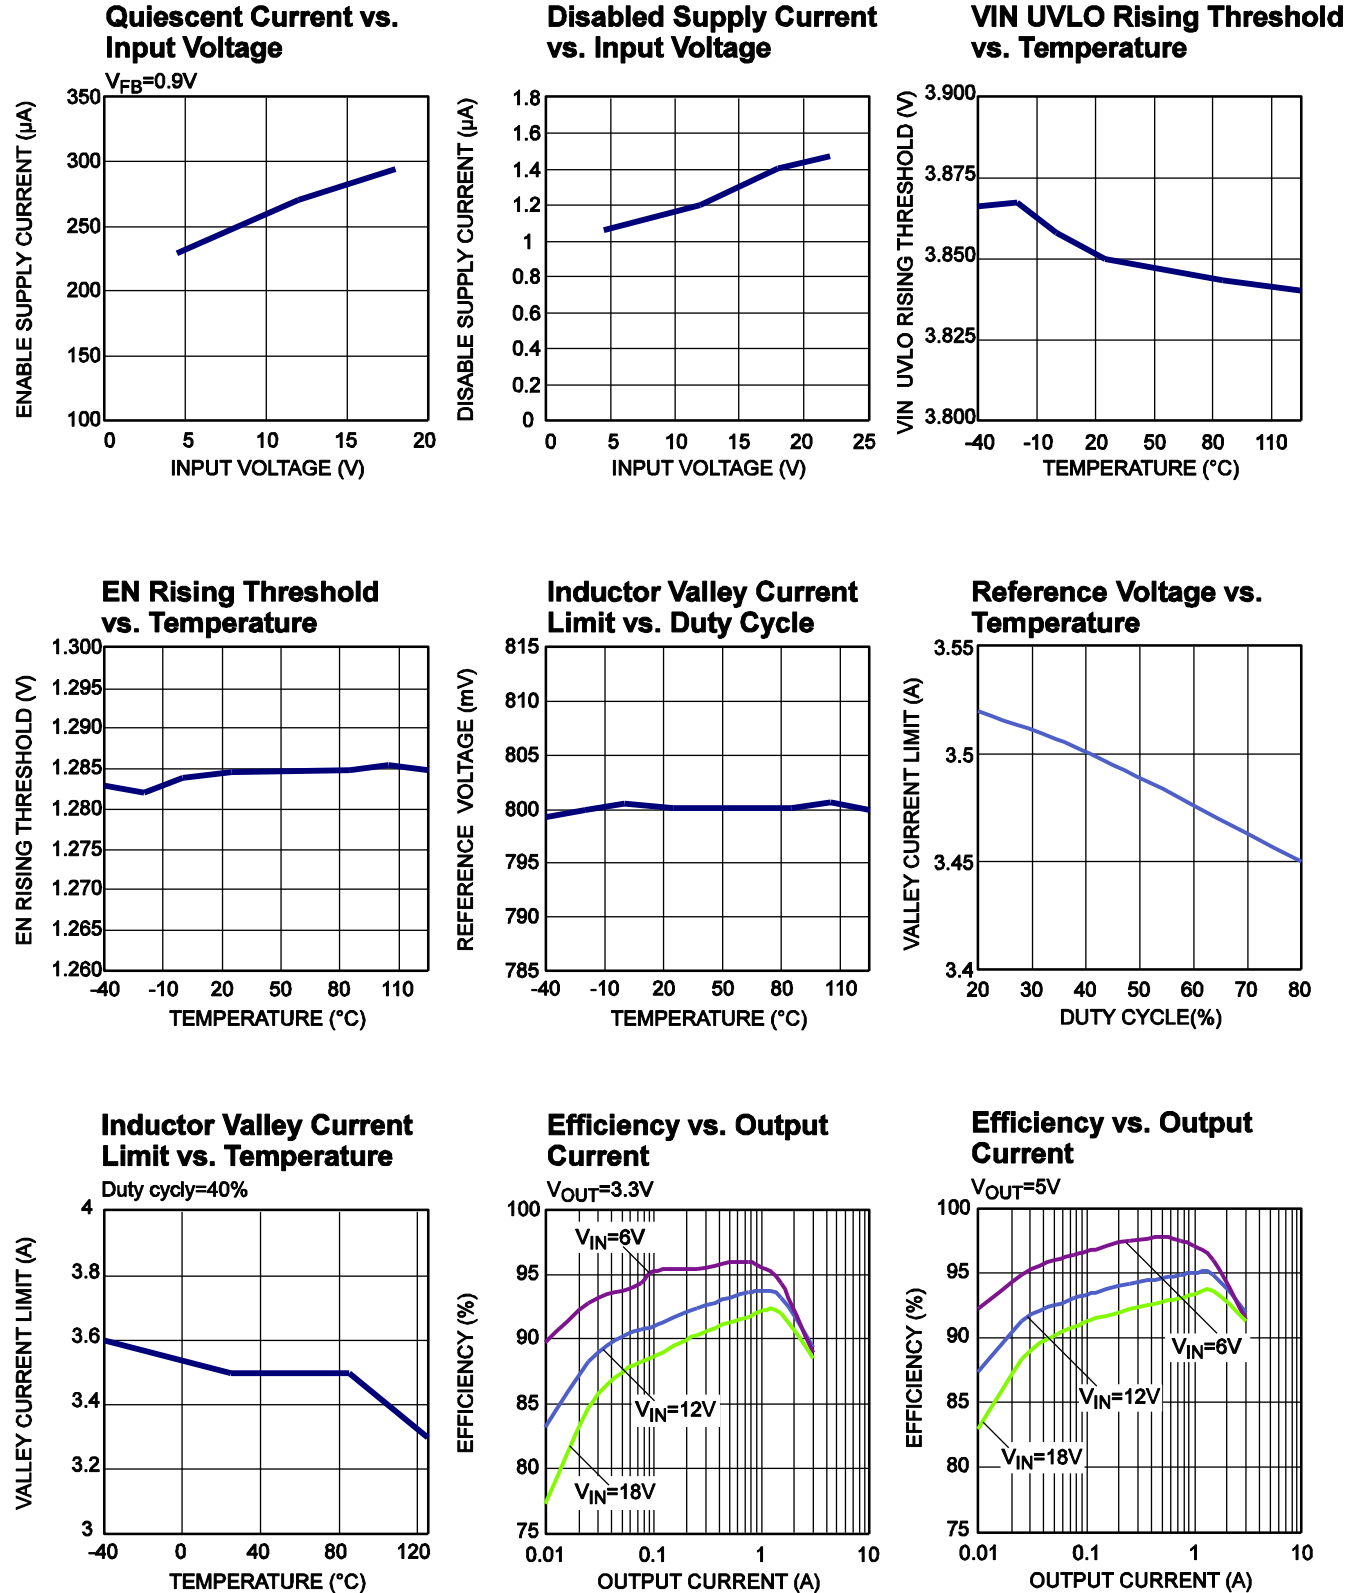 Quiescent Current vs.
Input Voltage
VFB=0.9V
ENABLE SUPPLY CURRENT (µA)
350
300
250
200
150
100
0 5 10 15 20
INPUT VOLTAGE (V)
Disabled Supply Current
vs. Input Voltage
DISABLE SUPPLY CURRENT (µA)
1.8
1.6
1.4
1.2
1
0.8
0.6
0.4
0.2
0
0 5 10 15 20 25
INPUT VOLTAGE (V)
VIN UVLO Rising Threshold
vs. Temperature
VIN UVLO RISING THRESHOLD (V)
3.900
3.875
3.850
3.825
3.800
-40 -10 20 50 80 110
TEMPERATURE (°C)
EN Rising Threshold
vs. Temperature
EN RISING THRESHOLD (V)
1.300
1.295
1.290
1.285
1.280
1.275
1.270
1.265
1.260
-40 -10 20 50 80 110
TEMPERATURE (°C)
Inductor Valley Current
Limit vs. Duty Cycle
REFERENCE VOLTAGE (mV)
815
810
805
800
795
790
785
-40 -10 20 50 80 110
TEMPERATURE (°C)
Reference Voltage vs.
Temperature
VALLEY CURRENT LIMIT (A)
3.55
3.5
3.45
3.4
20 30 40 50 60 70 80
DUTY CYCLE(%)
Inductor Valley Current
Limit vs. Temperature
Duty cycly=40%
VALLEY CURRENT LIMIT (A)
4
3.8
3.6
3.4
3.2
3
-40 0 40 80 120
TEMPERATURE (°C)
Efficiency vs. Output
Current
VOUT=3.3V
EFFICIENCY (%)
100
95
90
85
80
75
VIN=6V
VIN=12V
VIN=18V
0.01 0.1 1 10
OUTPUT CURRENT (A)
Efficiency vs. Output
Current
VOUT=5V
EFFICIENCY (%)
100
95
90
85
80
75
VIN=6V
VIN=12V
VIN=18V
0.01 0.1 1 10
OUTPUT CURRENT (A)